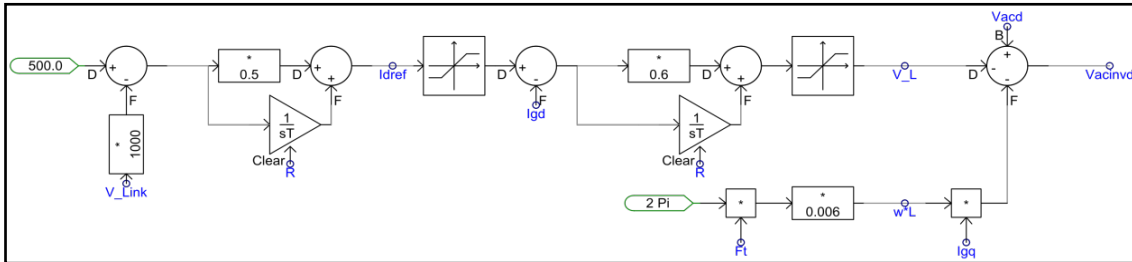 500.0
D
+
-
F
*
1000
V_Link
*
0.5
D
+
+
F
1
sT
Clear
R
Idref
D
+
-
F
Igd
*
0.6
D
+
+
F
1
sT
Clear
R
V_L
Vacd
B
+
D
-
-
F
Vacinvd
2 Pi
*
Ft
*
0.006
w*L
*
Igq